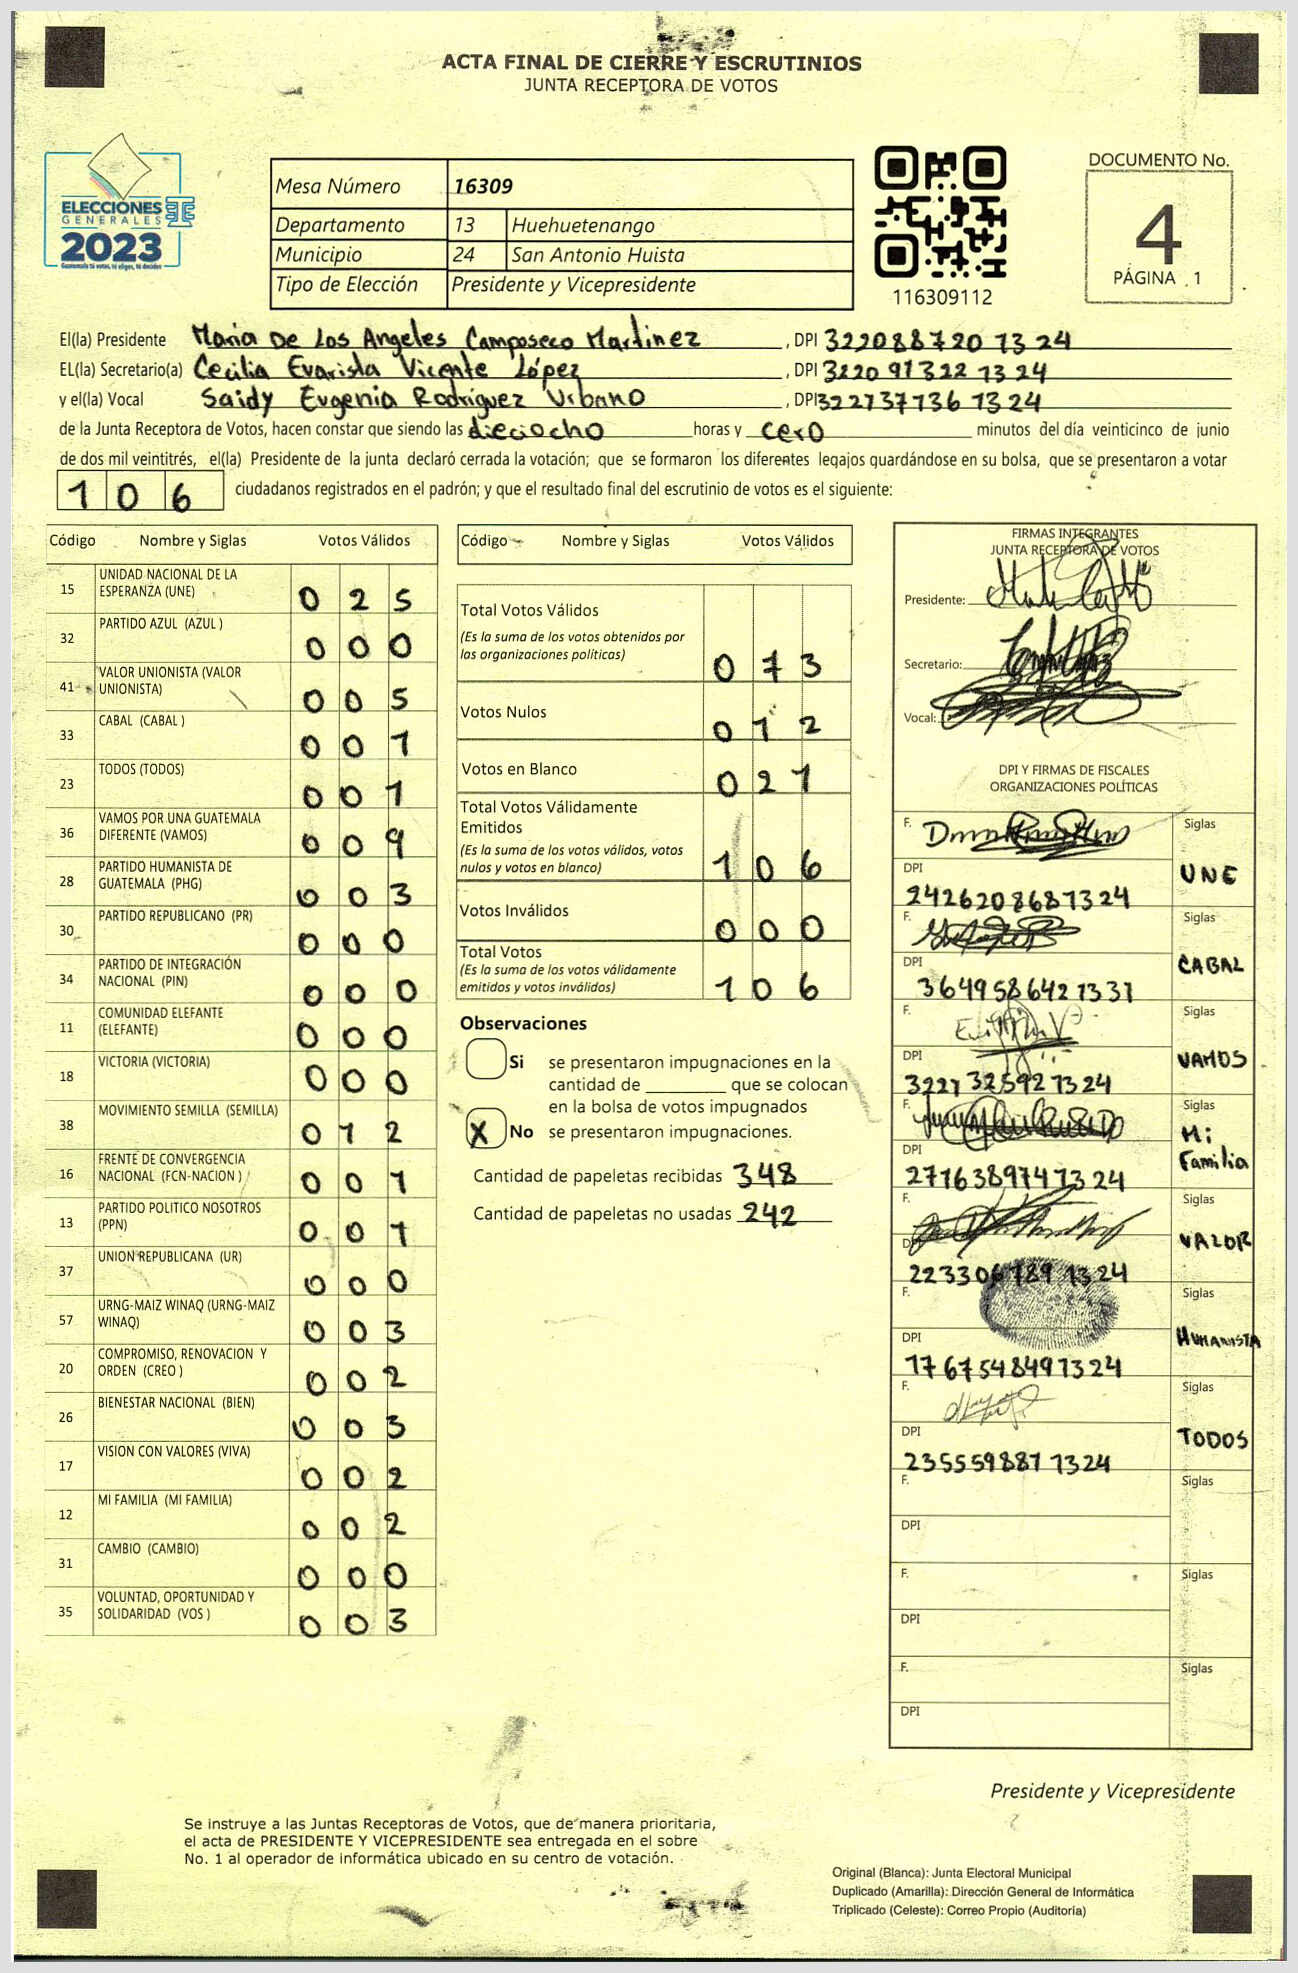 ACTA FINAL DE CIERRE Y ESCRUTINIOS
JUNTA RECEPTORA DE VOTOS
ELECCIONES
GENERALES
2023
Guatemala tú votas, tú eliges, tú decides
Mesa Número 16309
Departamento 13 Huehuetenango
Municipio 24 San Antonio Huista
Tipo de Elección Presidente y Vicepresidente
116309112
DOCUMENTO No.
4
PÁGINA 1
El(la) Presidente Maria De Los Angeles Camposeco Martinez, DPI 322088720 1324
EL(la) Secretario(a) Cecilia Evarista Vicente López, DPI 3220 91322 1324
y el(la) Vocal Saidy Eugenia Rodriguez Urbano, DPI 322737736 1324
de la Junta Receptora de Votos, hacen constar que siendo las dieciocho horas y cero minutos del día veinticinco de junio
de dos mil veintitrés, el(la) Presidente de la junta declaró cerrada la votación; que se formaron los diferentes legajos guardándose en su bolsa, que se presentaron a votar
106 ciudadanos registrados en el padrón; y que el resultado final del escrutinio de votos es el siguiente:
Código Nombre y Siglas Votos Válidos
15 UNIDAD NACIONAL DE LA ESPERANZA (UNE) 025
32 PARTIDO AZUL (AZUL ) 000
41 VALOR UNIONISTA (VALOR UNIONISTA) 005
33 CABAL (CABAL ) 001
23 TODOS (TODOS) 001
36 VAMOS POR UNA GUATEMALA DIFERENTE (VAMOS) 009
28 PARTIDO HUMANISTA DE GUATEMALA (PHG) 003
30 PARTIDO REPUBLICANO (PR) 000
34 PARTIDO DE INTEGRACIÓN NACIONAL (PIN) 000
11 COMUNIDAD ELEFANTE (ELEFANTE) 000
18 VICTORIA (VICTORIA) 000
38 MOVIMIENTO SEMILLA (SEMILLA) 012
16 FRENTE DE CONVERGENCIA NACIONAL (FCN-NACION ) 001
13 PARTIDO POLITICO NOSOTROS (PPN) 001
37 UNION REPUBLICANA (UR) 000
57 URNG-MAIZ WINAQ (URNG-MAIZ WINAQ) 003
20 COMPROMISO, RENOVACION Y ORDEN (CREO ) 002
26 BIENESTAR NACIONAL (BIEN) 003
17 VISION CON VALORES (VIVA) 002
12 MI FAMILIA (MI FAMILIA) 002
31 CAMBIO (CAMBIO) 000
35 VOLUNTAD, OPORTUNIDAD Y SOLIDARIDAD (VOS ) 003
Código Nombre y Siglas Votos Válidos
Total Votos Válidos
(Es la suma de los votos obtenidos por
las organizaciones políticas) 073
Votos Nulos 012
Votos en Blanco 021
Total Votos Válidamente
Emitidos
(Es la suma de los votos válidos, votos
nulos y votos en blanco) 106
Votos Inválidos 000
Total Votos
(Es la suma de los votos válidamente
emitidos y votos inválidos) 106
Observaciones
Si se presentaron impugnaciones en la
cantidad de ________ que se colocan
en la bolsa de votos impugnados
X No se presentaron impugnaciones.
Cantidad de papeletas recibidas 348
Cantidad de papeletas no usadas 242
FIRMAS INTEGRANTES
JUNTA RECEPTORA DE VOTOS
Presidente:
Secretario:
Vocal:
DPI Y FIRMAS DE FISCALES
ORGANIZACIONES POLÍTICAS
F. Siglas
DPI UNE
2426208681324
F. Siglas
DPI CABAL
3649586421331
F. Siglas
DPI VAMOS
3221325921324
F. Siglas
DPI Mi Familia
2776389741324
F. Siglas
DPI VALOR
2233067891324
F. Siglas
DPI HUMANISTA
1767548491324
F. Siglas
DPI TODOS
2355598811324
F. Siglas
DPI
F. Siglas
DPI
F. Siglas
DPI
Presidente y Vicepresidente
Se instruye a las Juntas Receptoras de Votos, que de manera prioritaria,
el acta de PRESIDENTE Y VICEPRESIDENTE sea entregada en el sobre
No. 1 al operador de informática ubicado en su centro de votación.
Original (Blanca): Junta Electoral Municipal
Duplicado (Amarilla): Dirección General de Informática
Triplicado (Celeste): Correo Propio (Auditoría)